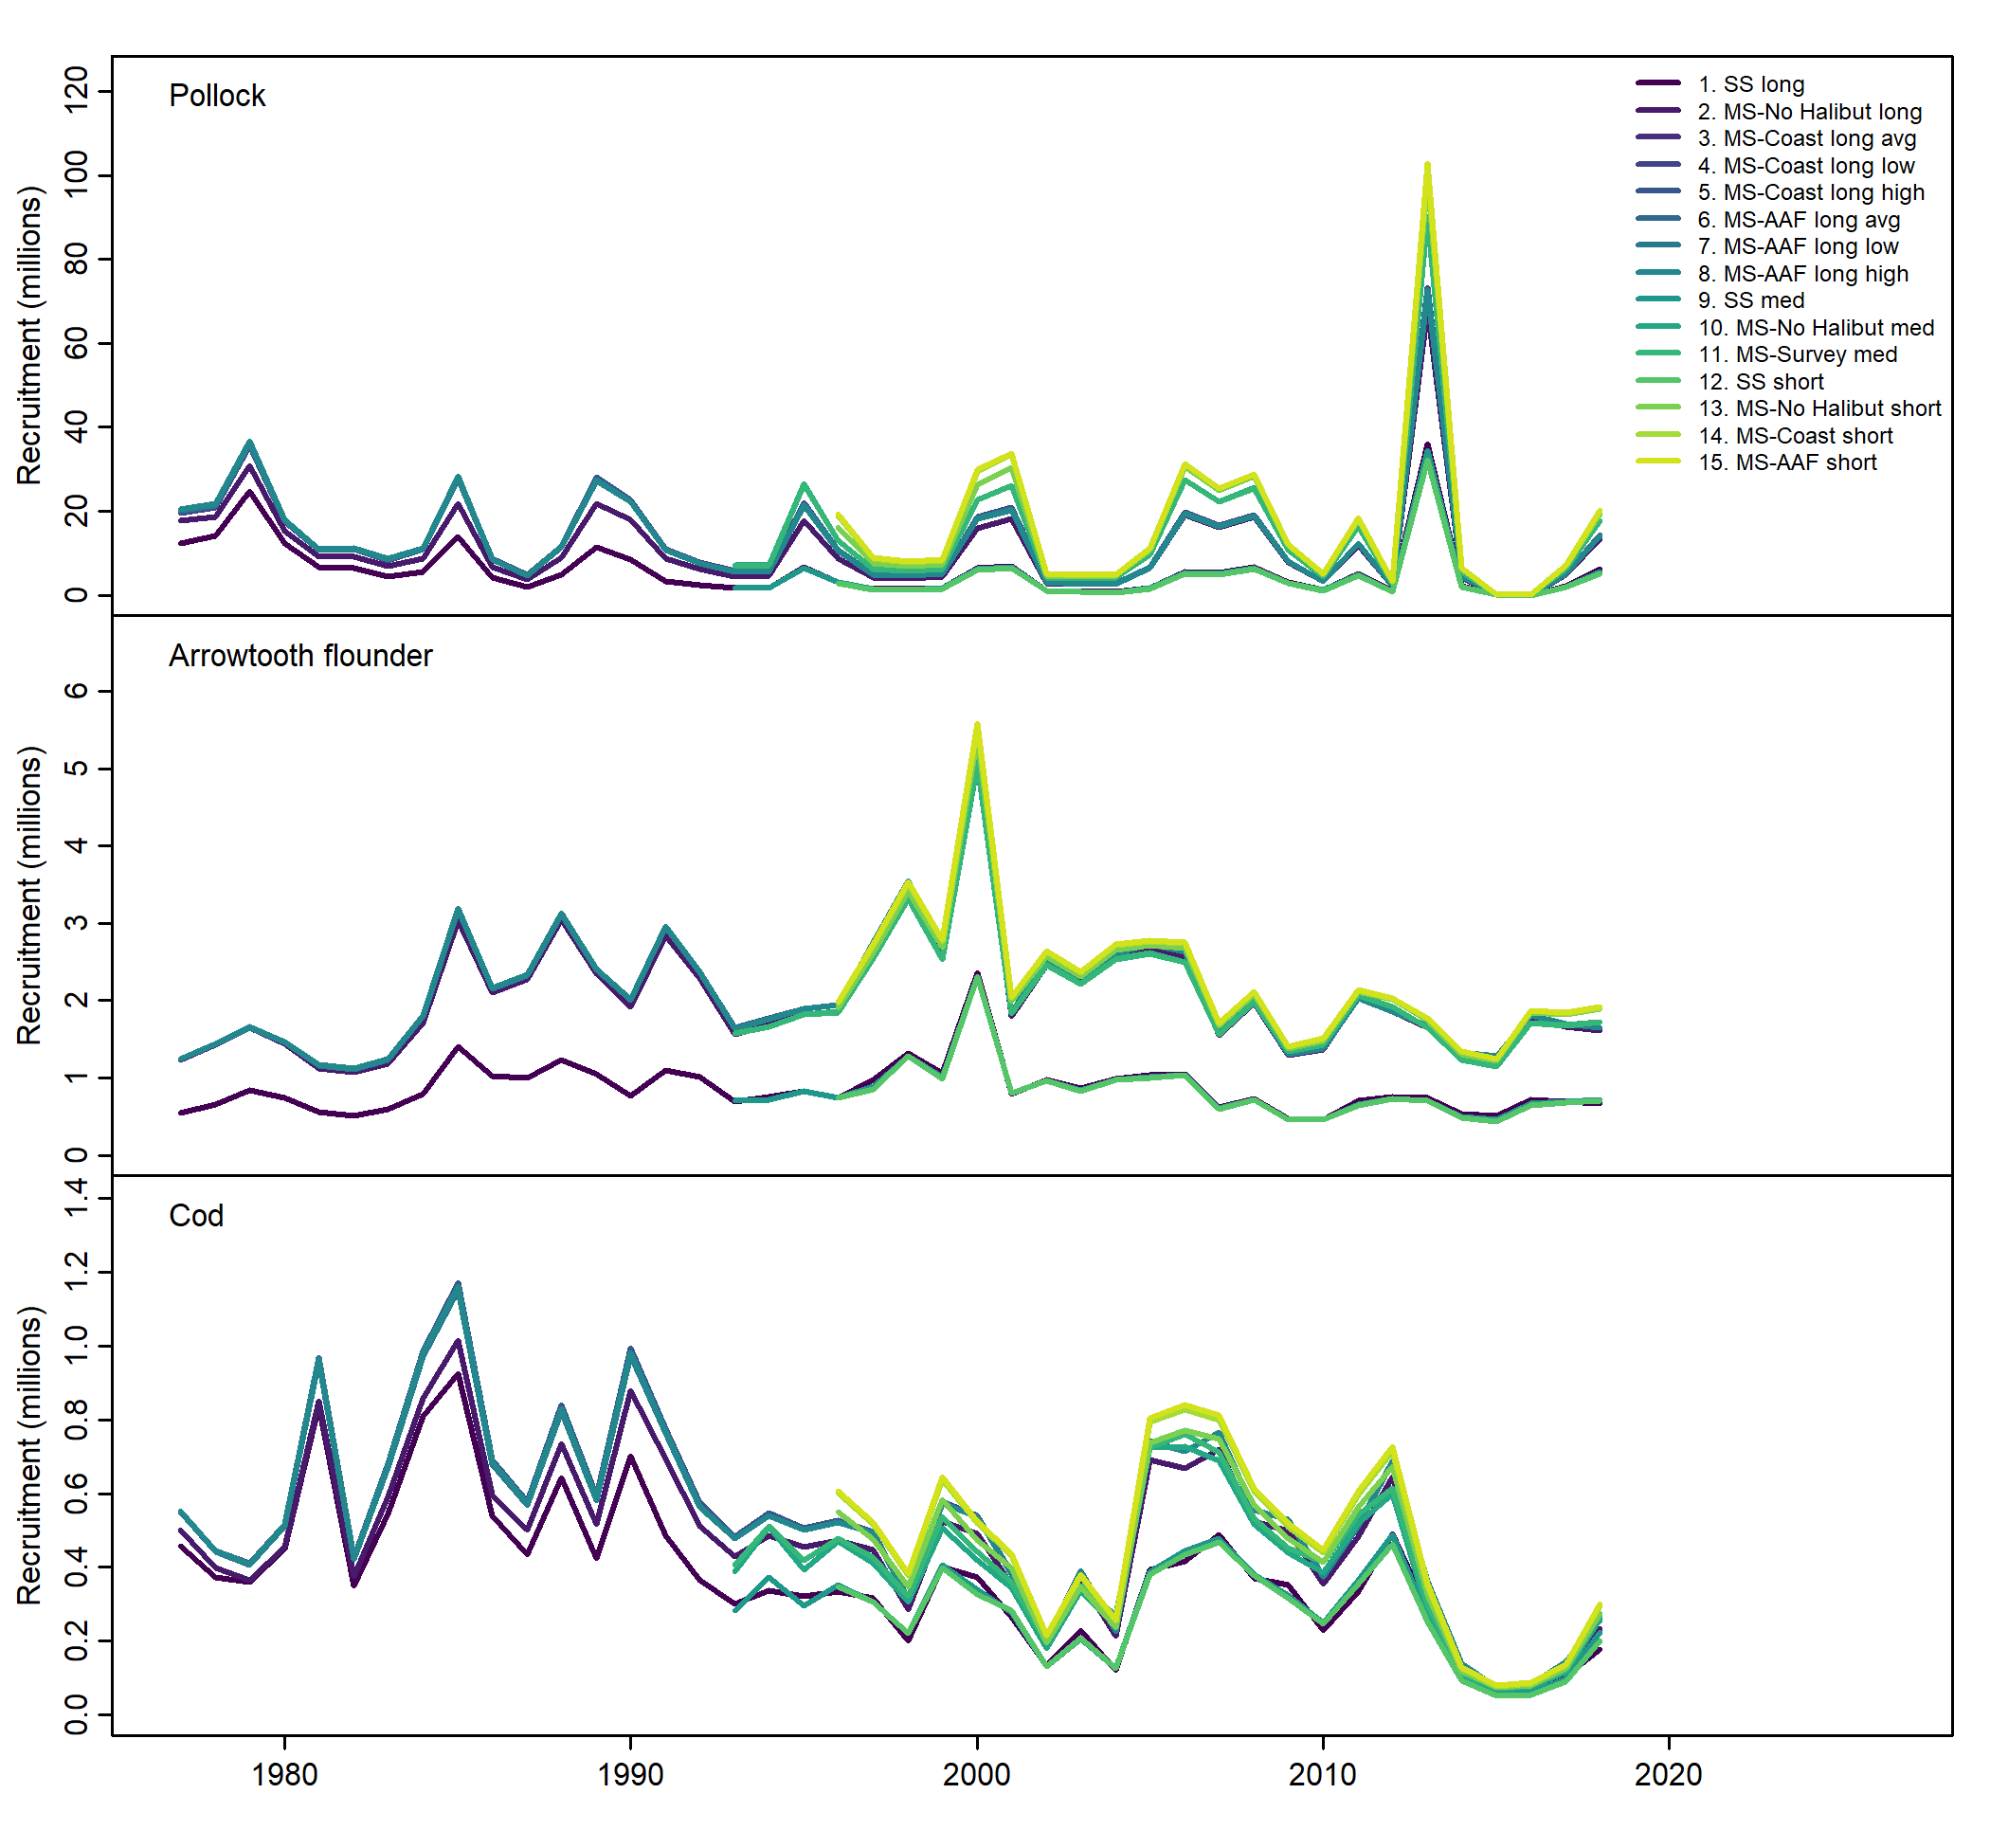 Pollock
Recruitment (millions)
120
100
80
60
40
20
0
1. SS long
2. MS-No Halibut long
3. MS-Coast long avg
4. MS-Coast long low
5. MS-Coast long high
6. MS-AAF long avg
7. MS-AAF long low
8. MS-AAF long high
9. SS med
10. MS-No Halibut med
11. MS-Survey med
12. SS short
13. MS-No Halibut short
14. MS-Coast short
15. MS-AAF short
Arrowtooth flounder
Recruitment (millions)
6
5
4
3
2
1
0
Cod
Recruitment (millions)
1.4
1.2
1.0
0.8
0.6
0.4
0.2
0.0
1980 1990 2000 2010 2020